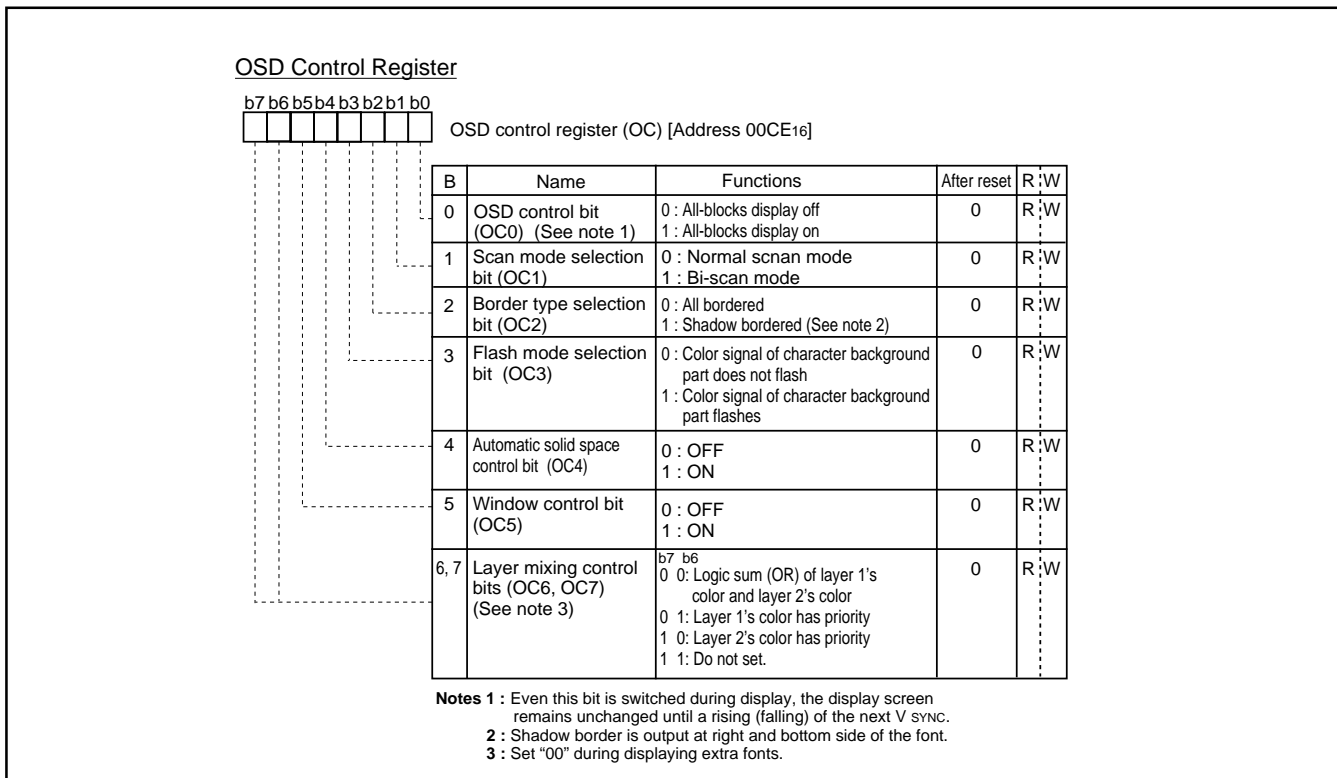 OSD Control Register
b7 b6 b5 b4 b3 b2 b1 b0
OSD control register (OC) [Address 00CE16]
B Name Functions After reset R W
0 OSD control bit (OC0) (See note 1) 0 : All-blocks display off 0 R W
1 : All-blocks display on
1 Scan mode selection bit (OC1) 0 : Normal scnan mode 0 R W
1 : Bi-scan mode
2 Border type selection bit (OC2) 0 : All bordered 0 R W
1 : Shadow bordered (See note 2)
3 Flash mode selection bit (OC3) 0 : Color signal of character background 0 R W
part does not flash
1 : Color signal of character background
part flashes
4 Automatic solid space control bit (OC4) 0 : OFF 0 R W
1 : ON
5 Window control bit (OC5) 0 : OFF 0 R W
1 : ON
6, 7 Layer mixing control bits (OC6, OC7) (See note 3) b7 b6 0 R W
0 0: Logic sum (OR) of layer 1's
color and layer 2's color
0 1: Layer 1's color has priority
1 0: Layer 2's color has priority
1 1: Do not set.
Notes 1 : Even this bit is switched during display, the display screen
remains unchanged until a rising (falling) of the next V SYNC.
2 : Shadow border is output at right and bottom side of the font.
3 : Set “00” during displaying extra fonts.